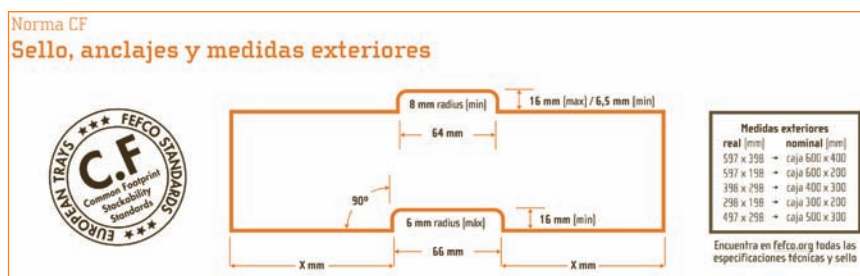 Norma CF
Sello, anclajes y medidas exteriores
EUROPEAN TRAYS ★★★ FEFCO STANDARDS ★★★
C.F
Common Footprint
Stackability
Standards
8 mm radius (min)
16 mm (max) / 6,5 mm (min)
64 mm
90º
6 mm radius (máx)
16 mm (min)
66 mm
X mm
X mm
Medidas exteriores
real (mm) nominal (mm)
597 x 398 → caja 600 x 400
597 x 198 → caja 600 x 200
398 x 298 → caja 400 x 300
298 x 198 → caja 300 x 200
497 x 298 → caja 500 x 300
Encuentra en fefco.org todas las
especificaciones técnicas y sello